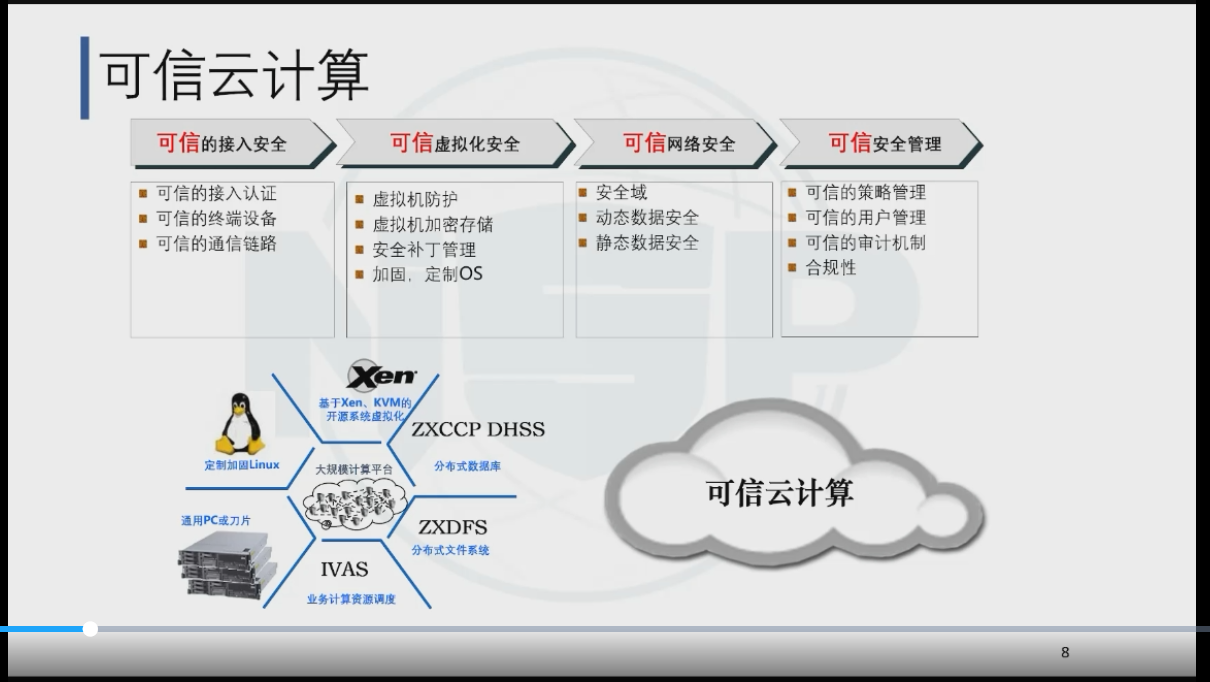 可信云计算
可信的接入安全
可信的接入认证
可信的终端设备
可信的通信链路
可信虚拟化安全
虚拟机防护
虚拟机加密存储
安全补丁管理
加固，定制OS
可信网络安全
安全域
动态数据安全
静态数据安全
可信安全管理
可信的策略管理
可信的用户管理
可信的审计机制
合规性
Xen
基于Xen、KVM的
开源系统虚拟化
定制加固Linux
ZXCCP DHSS
分布式数据库
大规模计算平台
通用PC或刀片
ZXDFS
分布式文件系统
IVAS
业务计算资源调度
可信云计算
NSP
8